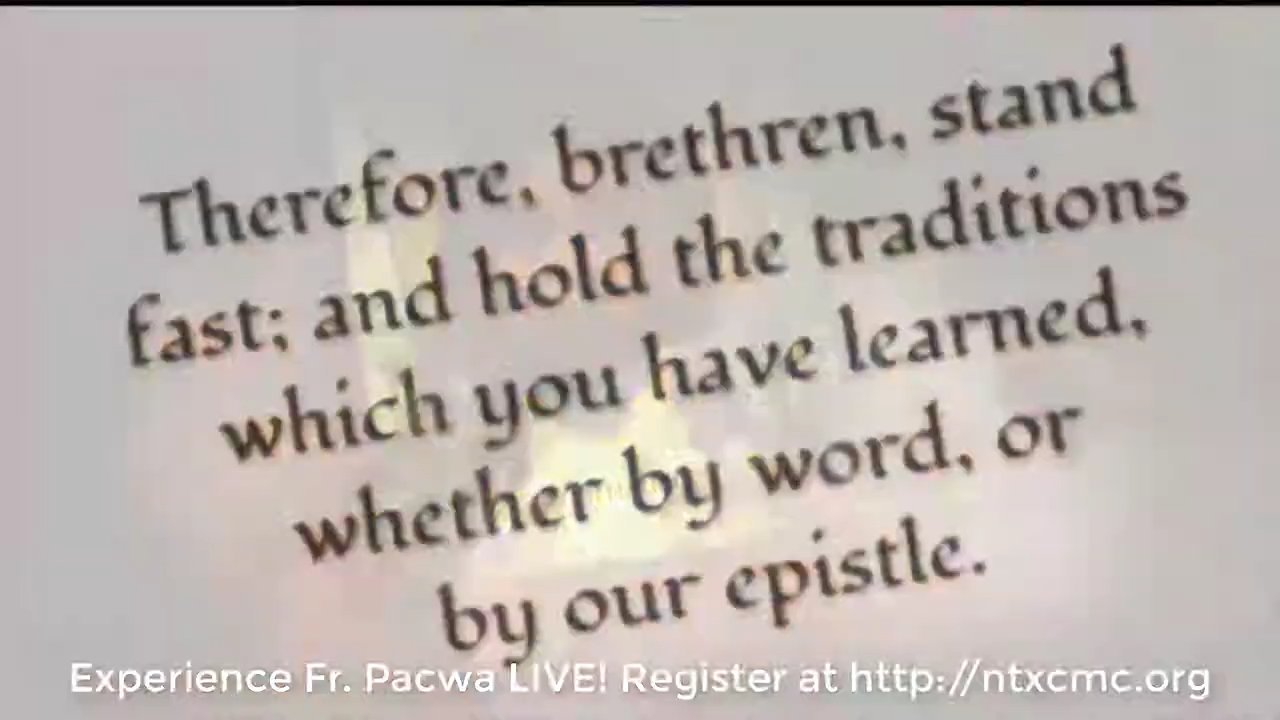 Therefore, brethren, stand
fast; and hold the traditions
which you have learned,
whether by word, or
by our epistle.
Experience Fr. Pacwa LIVE! Register at http://ntxcmc.org